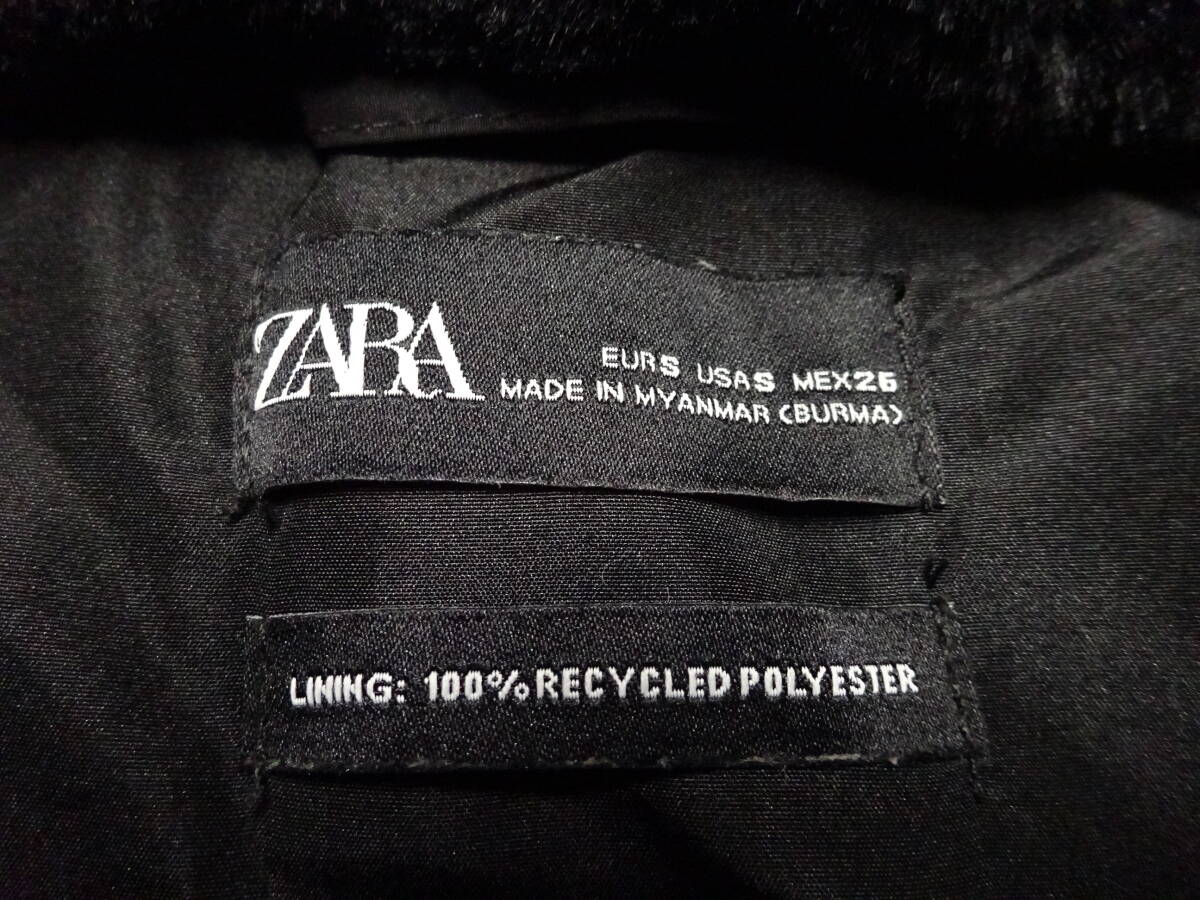 ZARA
EUR S USA S MEX 26
MADE IN MYANMAR (BURMA)
LINING: 100% RECYCLED POLYESTER